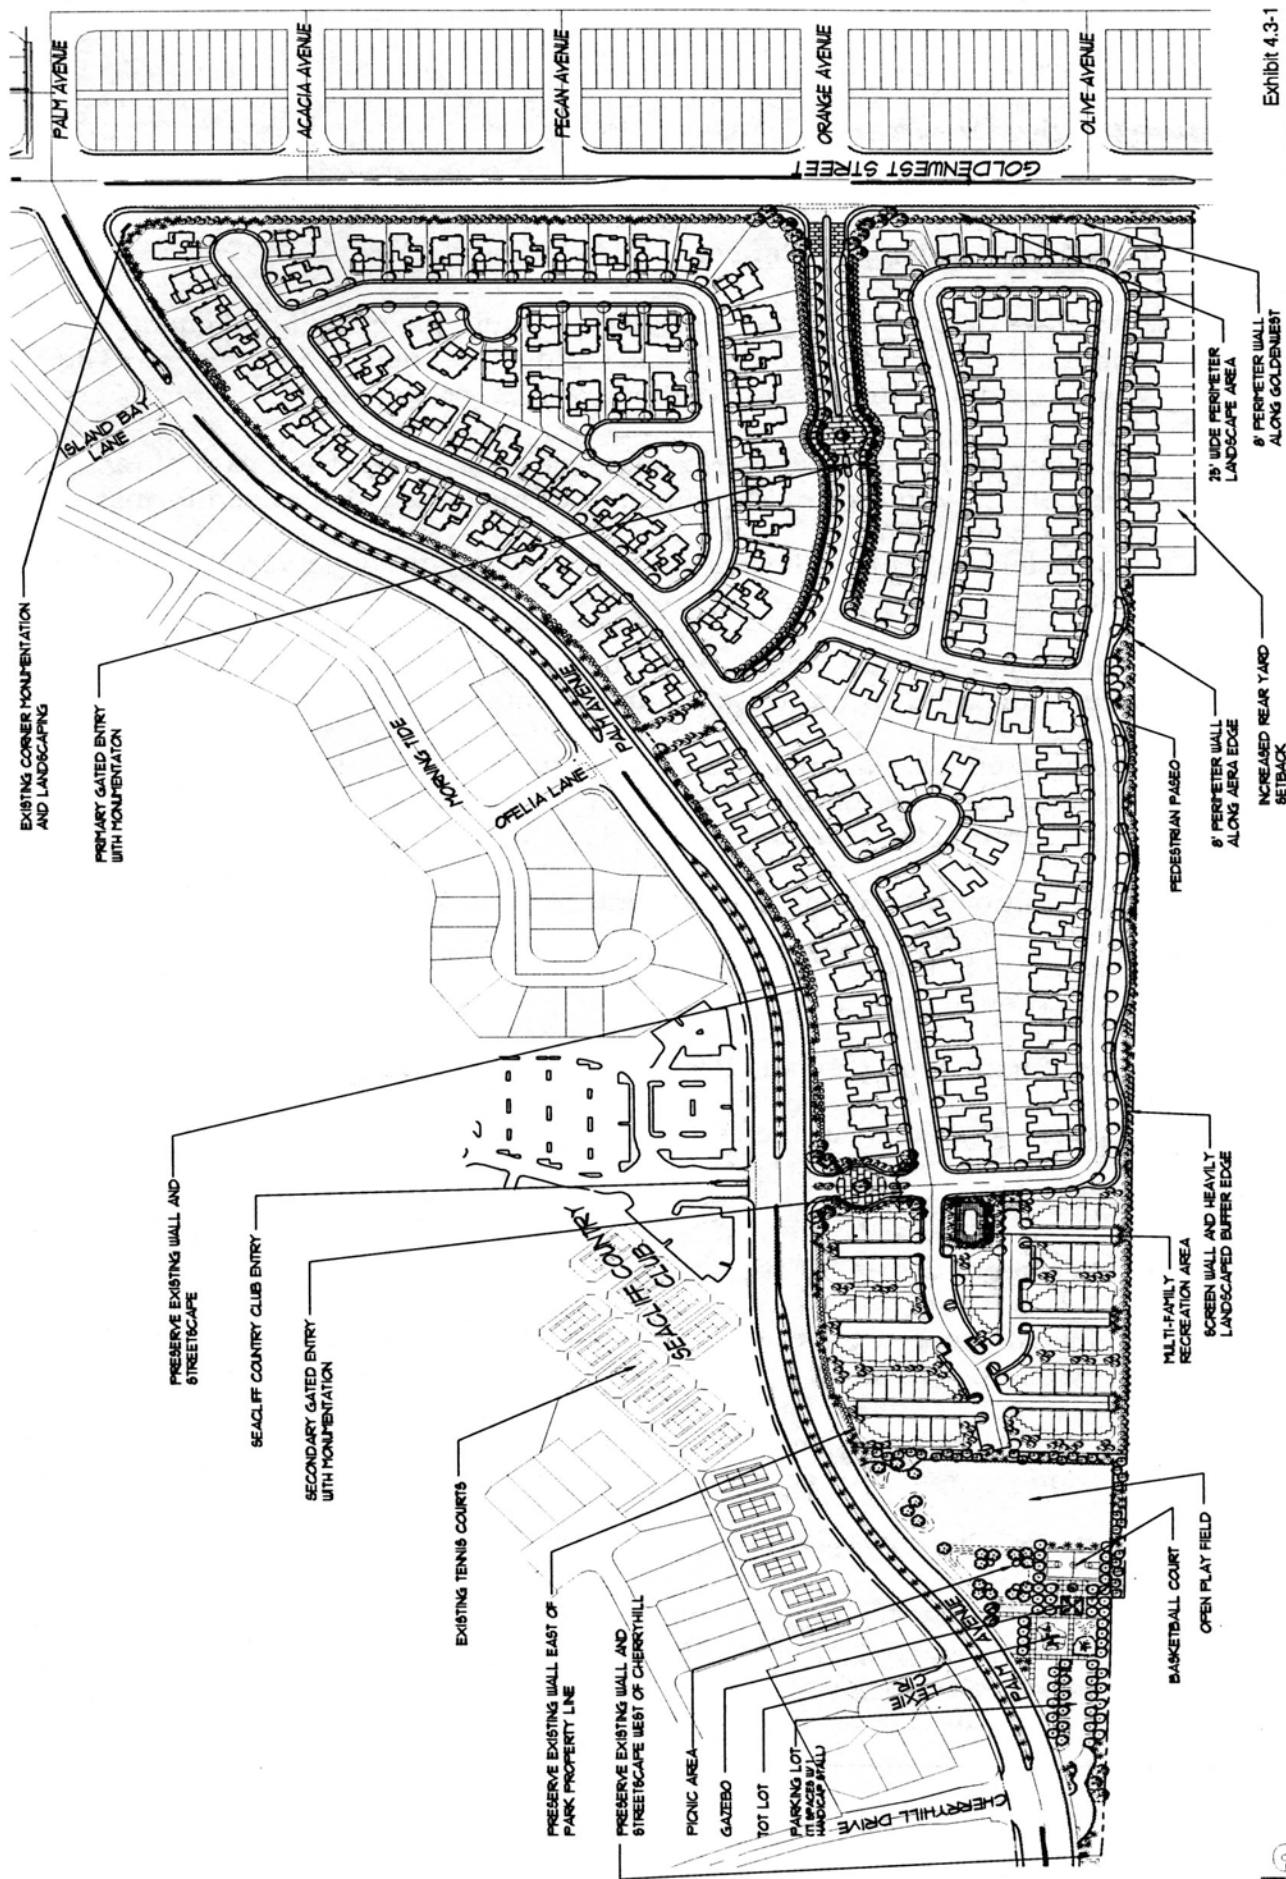 PALM AVENUE
ACACIA AVENUE
PECAN AVENUE
ORANGE AVENUE
OLIVE AVENUE
GOLDENWEST STREET
Exhibit 4.3-1
ISLAND BAY
LANE
EXISTING CORNER MONUMENTATION
AND LANDSCAPING
PRIMARY GATED ENTRY
WITH MONUMENTATION
MORVING TIDE
OFELIA LANE
PALM AVENUE
PRESERVE EXISTING WALL AND
STREETSCAPE
SEACLIFF COUNTRY CLUB ENTRY
SECONDARY GATED ENTRY
WITH MONUMENTATION
SEACLIFF COUNTRY
CLUB
EXISTING TENNIS COURTS
PRESERVE EXISTING WALL EAST OF
PARK PROPERTY LINE
PRESERVE EXISTING WALL AND
STREETSCAPE WEST OF CHERRYHILL
PICNIC AREA
GAZEBO
TOT LOT
PARKING LOT
HANDICAP STALL)
CHERRYHILL DRIVE
LEXIE
CIR
PALM AVENUE
25' WIDE PERIMETER
LANDSCAPE AREA
8' PERIMETER WALL
ALONG GOLDENWEST
INCREASED REAR YARD
SETBACK
8' PERIMETER WALL
ALONG AERA EDGE
PEDESTRIAN PASEO
SCREEN WALL AND HEAVILY
LANDSCAPED BUFFER EDGE
MULTI-FAMILY
RECREATION AREA
OPEN PLAY FIELD
BASKETBALL COURT